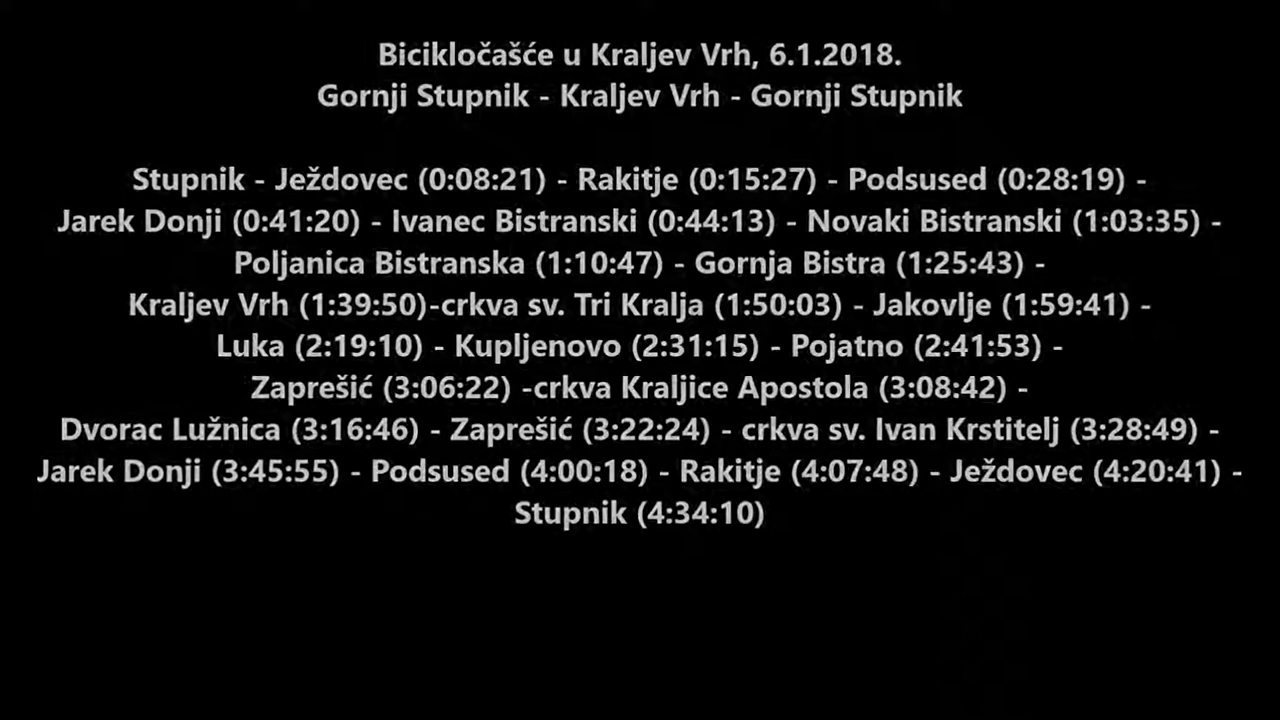 Bicikločašće u Kraljev Vrh, 6.1.2018.
Gornji Stupnik - Kraljev Vrh - Gornji Stupnik
Stupnik - Ježdovec (0:08:21) - Rakitje (0:15:27) - Podsused (0:28:19) -
Jarek Donji (0:41:20) - Ivanec Bistranski (0:44:13) - Novaki Bistranski (1:03:35) -
Poljanica Bistranska (1:10:47) - Gornja Bistra (1:25:43) -
Kraljev Vrh (1:39:50)-crkva sv. Tri Kralja (1:50:03) - Jakovlje (1:59:41) -
Luka (2:19:10) - Kupljenovo (2:31:15) - Pojatno (2:41:53) -
Zaprešić (3:06:22) -crkva Kraljice Apostola (3:08:42) -
Dvorac Lužnica (3:16:46) - Zaprešić (3:22:24) - crkva sv. Ivan Krstitelj (3:28:49) -
Jarek Donji (3:45:55) - Podsused (4:00:18) - Rakitje (4:07:48) - Ježdovec (4:20:41) -
Stupnik (4:34:10)